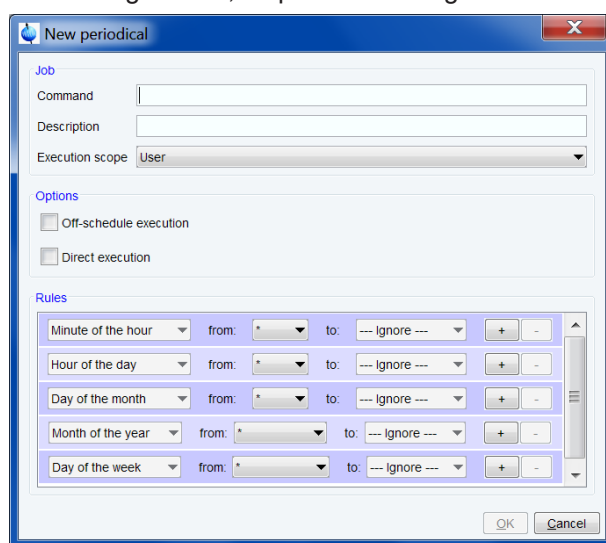 New periodical
X
Job
Command
Description
Execution scope User
Options
Off-schedule execution
Direct execution
Rules
Minute of the hour from: * to: --- Ignore --- + -
Hour of the day from: * to: --- Ignore --- + -
Day of the month from: * to: --- Ignore --- + -
Month of the year from: * to: --- Ignore --- + -
Day of the week from: * to: --- Ignore --- + -
OK Cancel